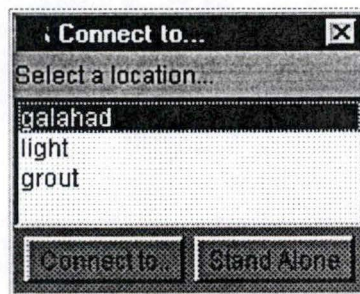 Connect to...
Select a location...
galahad
light
grout
Connect to... Stand Alone